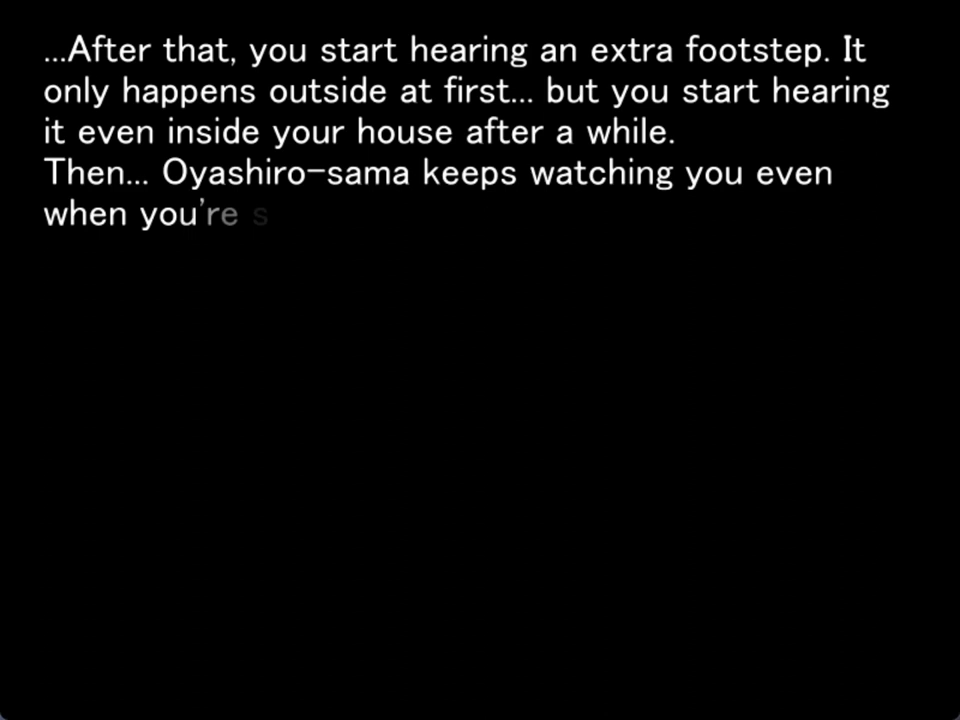 ...After that, you start hearing an extra footstep. It
only happens outside at first... but you start hearing
it even inside your house after a while.
Then... Oyashiro-sama keeps watching you even
when you're s